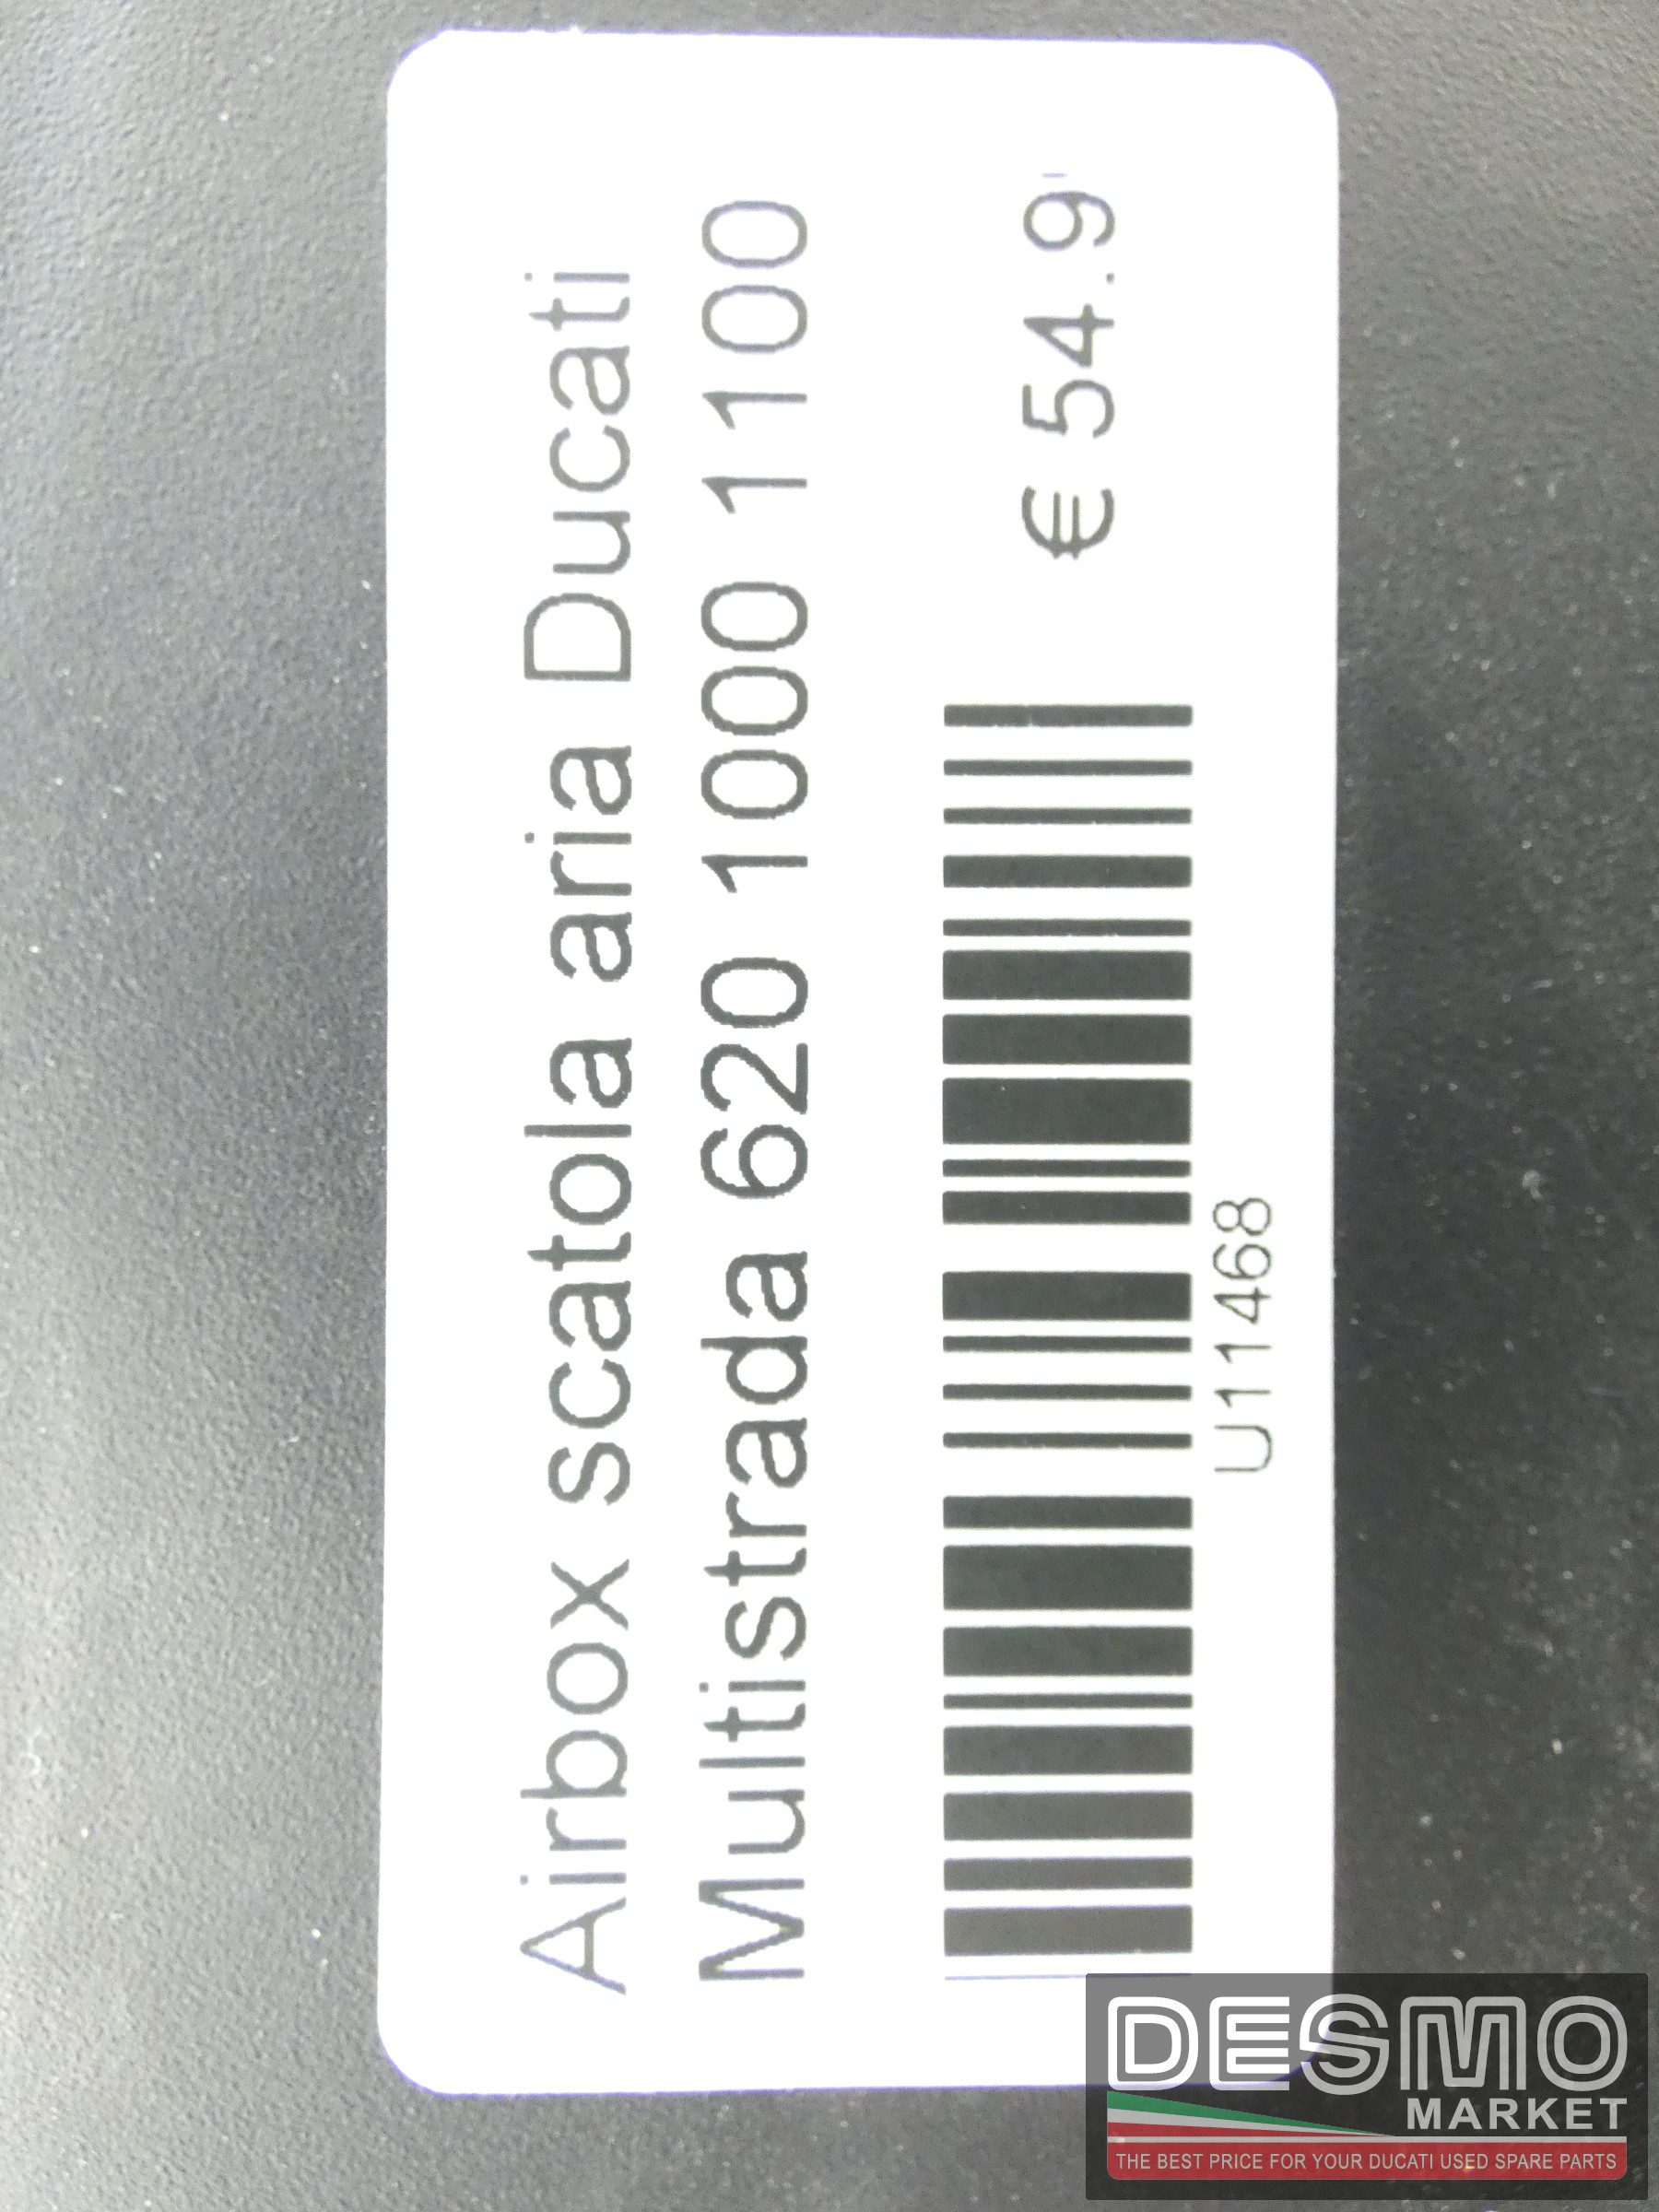 Airbox scatola aria Ducati
Multistrada 620 1000 1100
€ 54.9
U11468
DESMO
MARKET
THE BEST PRICE FOR YOUR DUCATI USED SPARE PARTS